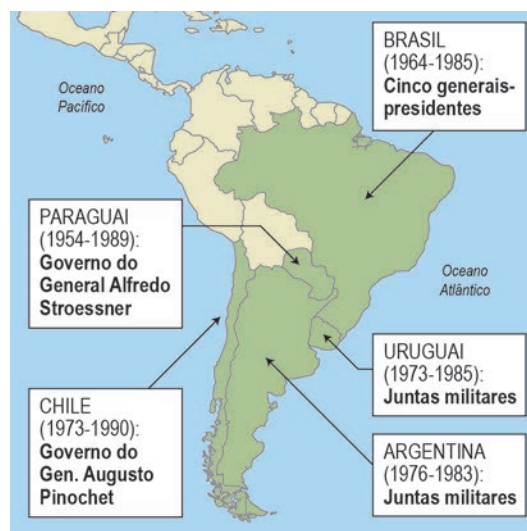 BRASIL
(1964-1985):
Cinco generais-
presidentes
Oceano
Pacífico
PARAGUAI
(1954-1989):
Governo do
General Alfredo
Stroessner
Oceano
Atlântico
CHILE
(1973-1990):
Governo do
Gen. Augusto
Pinochet
URUGUAI
(1973-1985):
Juntas militares
ARGENTINA
(1976-1983):
Juntas militares